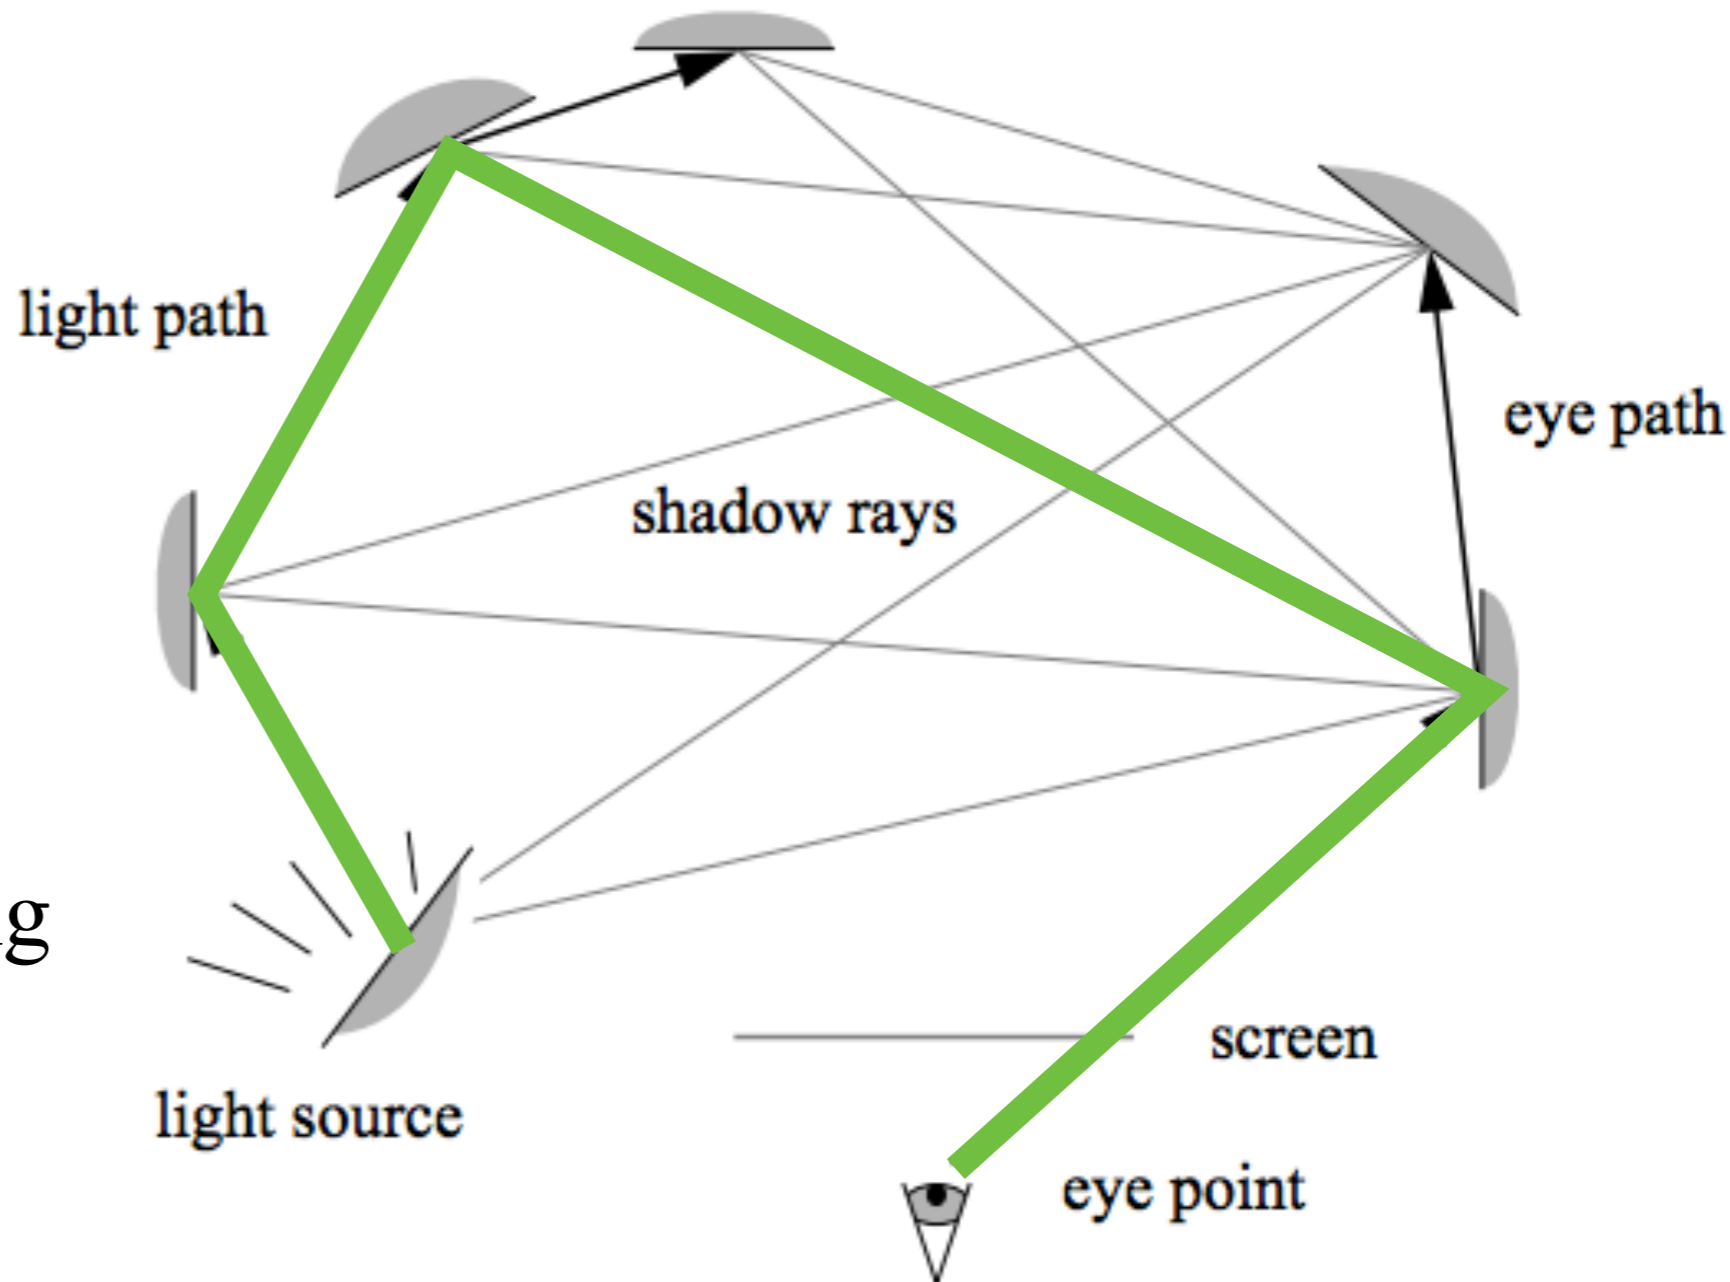 light path
eye path
shadow rays
screen
light source
eye point